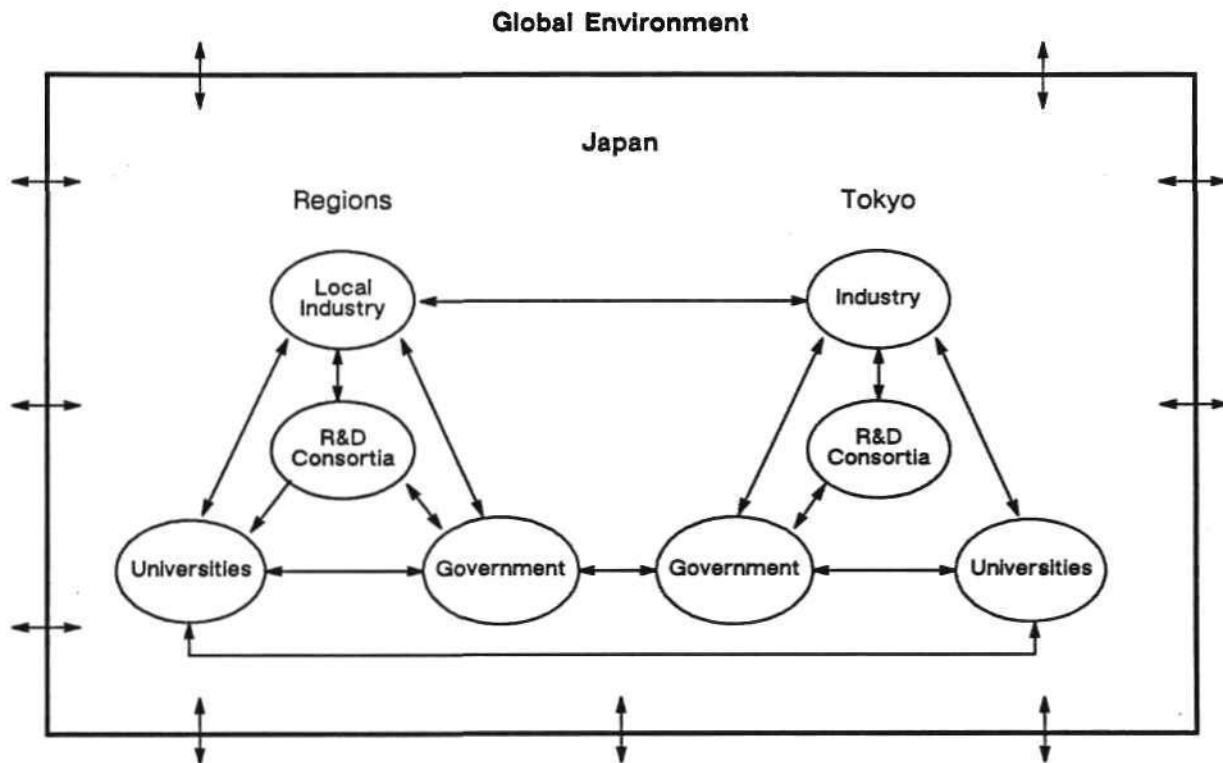 Global Environment
Japan
Regions
Tokyo
Local
Industry
Industry
R&D
Consortia
R&D
Consortia
Universities
Government
Government
Universities